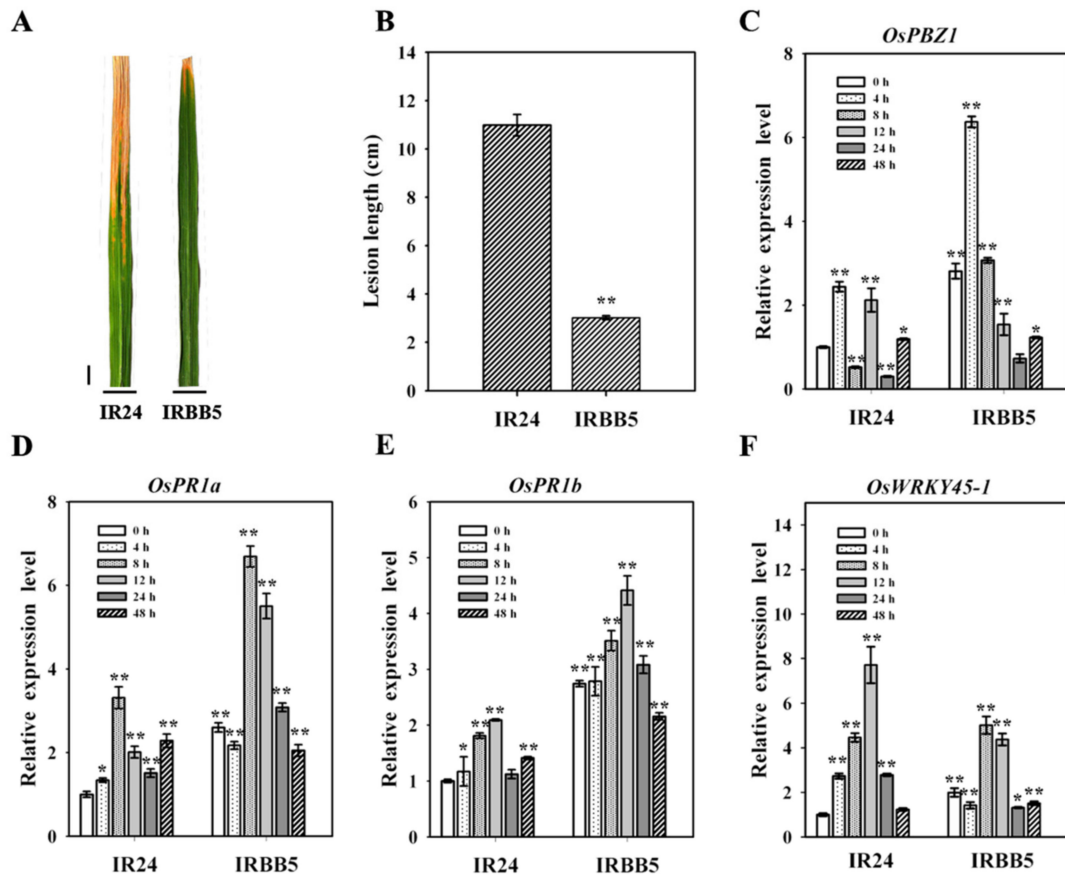 A
IR24 IRBB5
B
14
12
10
8
6
4
2
0
Lesion length (cm)
**
IR24 IRBB5
C
OsPBZ1
8
6
4
2
0
Relative expression level
0 h
4 h
8 h
12 h
24 h
48 h
** ** ** ** * ** ** ** ** *
IR24 IRBB5
D
OsPR1a
8
6
4
2
0
Relative expression level
0 h
4 h
8 h
12 h
24 h
48 h
* ** ** ** ** ** ** ** ** ** **
IR24 IRBB5
E
OsPR1b
6
5
4
3
2
1
0
Relative expression level
0 h
4 h
8 h
12 h
24 h
48 h
* ** ** ** ** ** ** ** ** **
IR24 IRBB5
F
OsWRKY45-1
14
12
10
8
6
4
2
0
Relative expression level
0 h
4 h
8 h
12 h
24 h
48 h
** ** ** ** ** ** ** ** * **
IR24 IRBB5